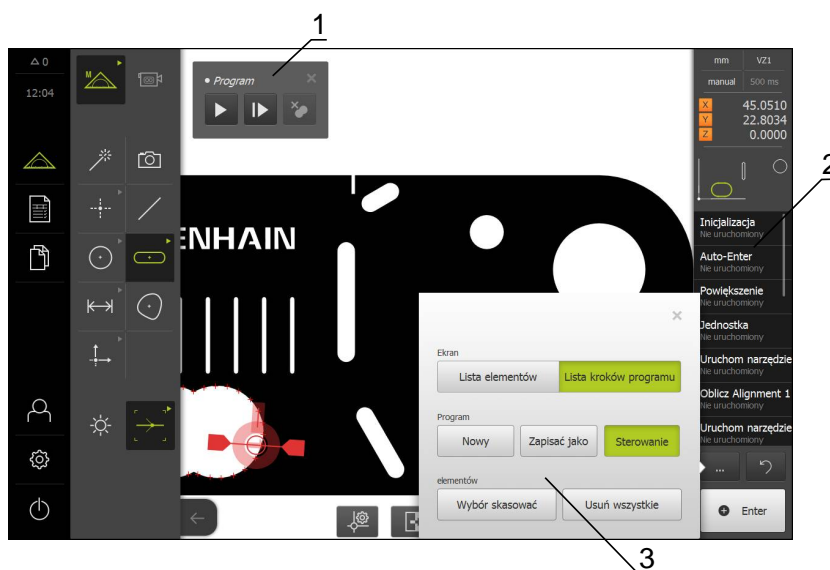 1
0
12:04
M
Program
mm VZ1
manual 500 ms
X 45.0510
Y 22.8034
Z 0.0000
2
ENHAIN
Inicjalizacja
Nie uruchomiony
Auto-Enter
Nie uruchomiony
Powiększenie
Nie uruchomiony
Jednostka
Nie uruchomiony
Uruchom narzędzie
Nie uruchomiony
Oblicz Alignment 1
Nie uruchomiony
Uruchom narzędzie
Nie uruchomiony
Ekran
Lista elementów Lista kroków programu
Program
Nowy Zapisać jako Sterowanie
elementów
Wybór skasować Usuń wszystkie
...
Enter
3